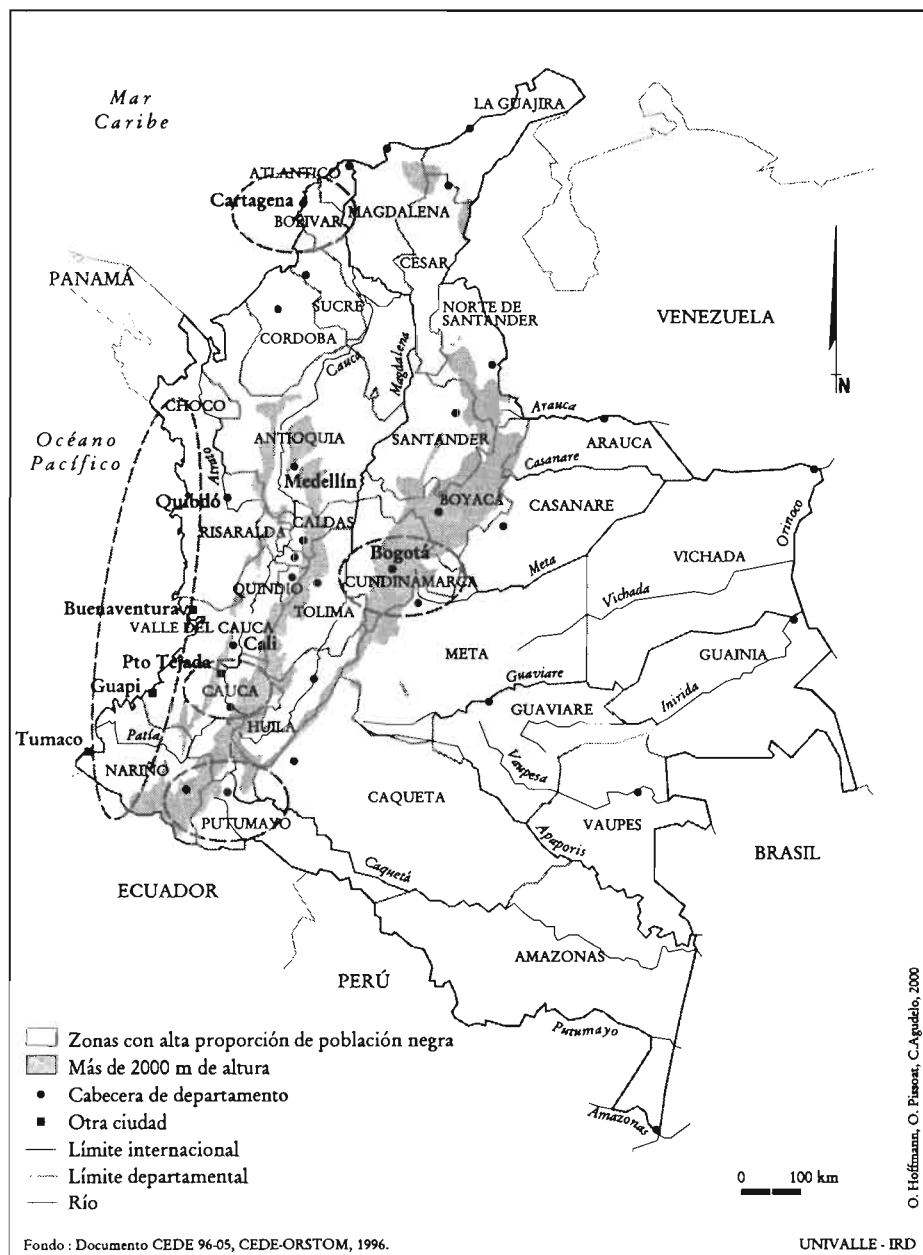 Mar
Caribe
LA GUAJIRA
ATLANTICO
Cartagena
BOLIVAR
MAGDALENA
CESAR
PANAMÁ
SUCRE
NORTE DE
SANTANDER
VENEZUELA
CORDOBA
Cauca
Magdalena
N
CHOCO
Océano
Pacífico
ANTIOQUIA
SANTANDER
Arauca
ARAUCA
Atrato
Medellín
Casanare
Quibdó
BOYACA
CASANARE
Orinoco
RISARALDA
CALDAS
Bogotá
VICHADA
QUINDIO
CUNDINAMARCA
Meta
Buenaventura
TOLIMA
Vichada
VALLE DEL CAUCA
Cali
META
GUAINIA
Pto Tejada
Guaviare
Guapi
CAUCA
GUAVIARE
Inirida
HUILA
Patía
Tumaco
Vaupesa
NARIÑO
CAQUETA
PUTUMAYO
VAUPES
Apaporis
BRASIL
Caquetá
ECUADOR
AMAZONAS
PERÚ
Putumayo
Amazonas
Zonas con alta proporción de población negra
Más de 2000 m de altura
Cabecera de departamento
Otra ciudad
Límite internacional
Límite departamental
Río
0 100 km
O. Hoffmann, O. Pissoat, C.Agudelo, 2000
Fondo : Documento CEDE 96-05, CEDE-ORSTOM, 1996.
UNIVALLE - IRD